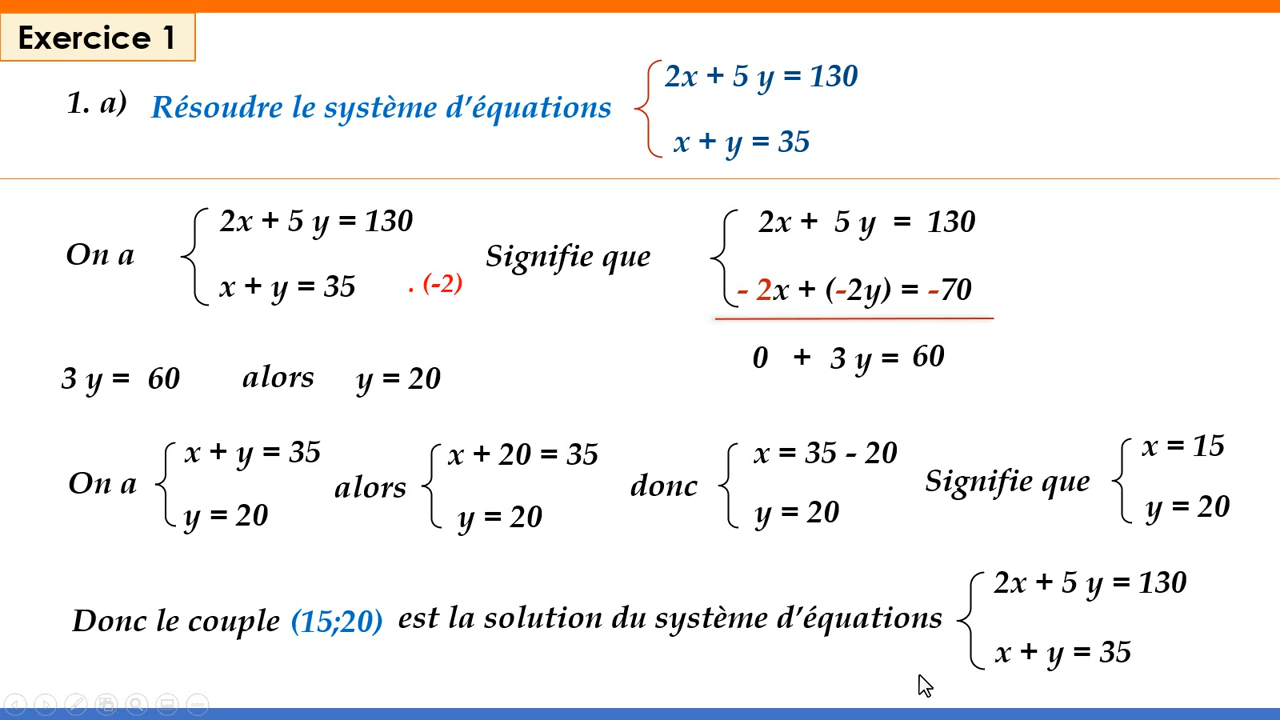 Exercice 1
1. a) Résoudre le système d'équations
2x + 5 y = 130
x + y = 35
On a
2x + 5 y = 130
x + y = 35 . (-2)
Signifie que
2x + 5 y = 130
- 2x + (-2y) = -70
0 + 3 y = 60
3 y = 60 alors y = 20
On a
x + y = 35
y = 20
alors
x + 20 = 35
y = 20
donc
x = 35 - 20
y = 20
Signifie que
x = 15
y = 20
Donc le couple (15;20) est la solution du système d'équations
2x + 5 y = 130
x + y = 35